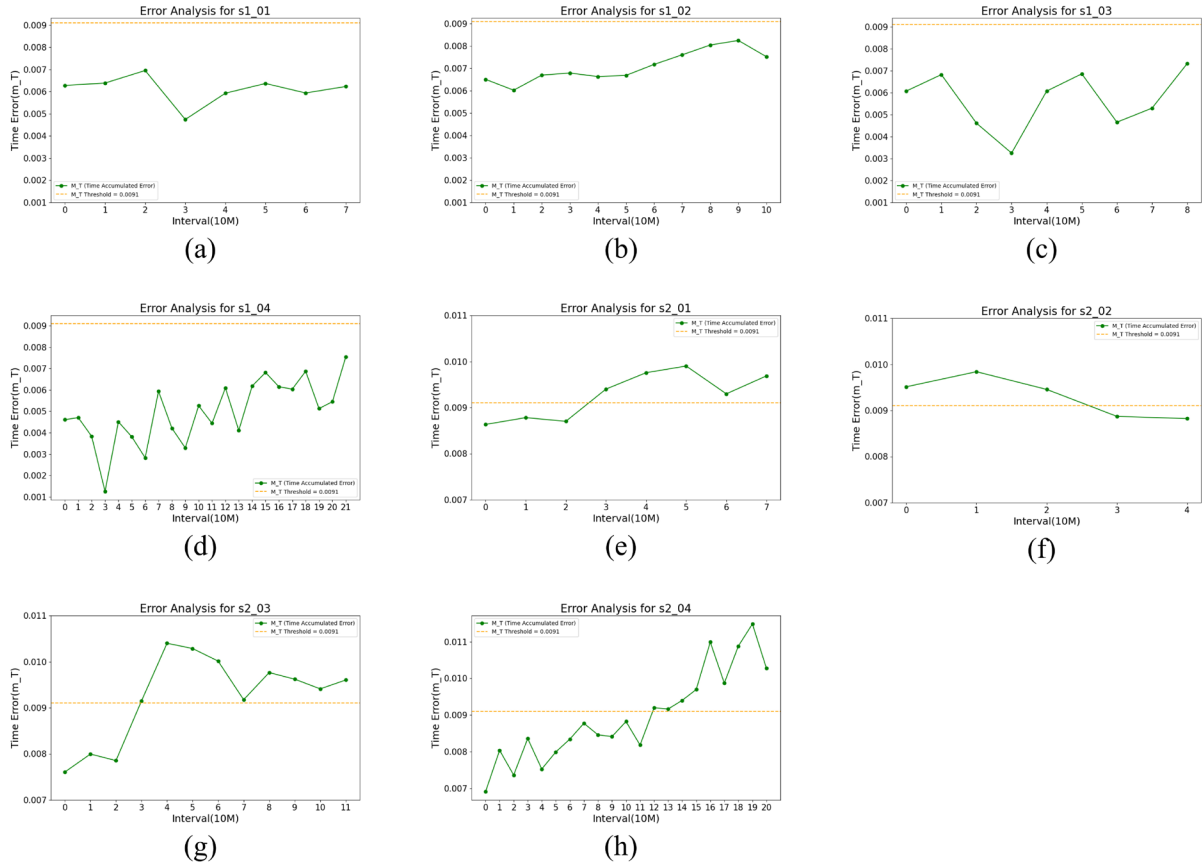 Error Analysis for s1_01
Time Error(m_T)
0.009
0.008
0.007
0.006
0.005
0.004
0.003
0.002
0.001
M_T (Time Accumulated Error)
M_T Threshold = 0.0091
0 1 2 3 4 5 6 7
Interval(10M)
(a)
Error Analysis for s1_02
Time Error(m_T)
0.009
0.008
0.007
0.006
0.005
0.004
0.003
0.002
0.001
M_T (Time Accumulated Error)
M_T Threshold = 0.0091
0 1 2 3 4 5 6 7 8 9 10
Interval(10M)
(b)
Error Analysis for s1_03
Time Error(m_T)
0.009
0.008
0.007
0.006
0.005
0.004
0.003
0.002
0.001
M_T (Time Accumulated Error)
M_T Threshold = 0.0091
0 1 2 3 4 5 6 7 8
Interval(10M)
(c)
Error Analysis for s1_04
Time Error(m_T)
0.009
0.008
0.007
0.006
0.005
0.004
0.003
0.002
0.001
M_T (Time Accumulated Error)
M_T Threshold = 0.0091
0 1 2 3 4 5 6 7 8 9 10 11 12 13 14 15 16 17 18 19 20 21
Interval(10M)
(d)
Error Analysis for s2_01
Time Error(m_T)
0.011
0.010
0.009
0.008
0.007
M_T (Time Accumulated Error)
M_T Threshold = 0.0091
0 1 2 3 4 5 6 7
Interval(10M)
(e)
Error Analysis for s2_02
Time Error(m_T)
0.011
0.010
0.009
0.008
0.007
M_T (Time Accumulated Error)
M_T Threshold = 0.0091
0 1 2 3 4
Interval(10M)
(f)
Error Analysis for s2_03
Time Error(m_T)
0.011
0.010
0.009
0.008
0.007
M_T (Time Accumulated Error)
M_T Threshold = 0.0091
0 1 2 3 4 5 6 7 8 9 10 11
Interval(10M)
(g)
Error Analysis for s2_04
Time Error(m_T)
0.011
0.010
0.009
0.008
0.007
M_T (Time Accumulated Error)
M_T Threshold = 0.0091
0 1 2 3 4 5 6 7 8 9 10 11 12 13 14 15 16 17 18 19 20
Interval(10M)
(h)